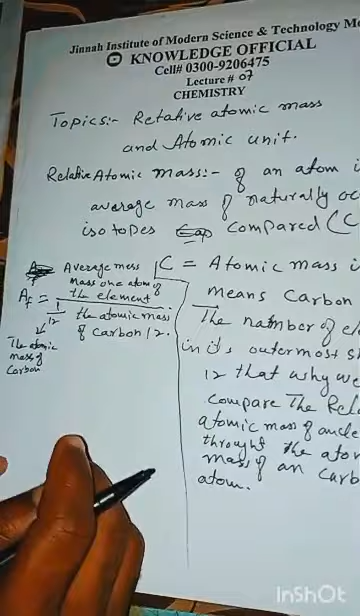 Jinnah Institute of Modern Science & Technology M
KNOWLEDGE OFFICIAL
Cell# 0300-9206475
Lecture # 07
CHEMISTRY
Topics:- Retative atomic mass
and Atomic unit.
Relative Atomic mass:- of an atom i
average mass of naturally oc
isotopes compared (C
Average mess
mass one atom of
the element
Ar = 1/12 the atomic mass
of carbon 12.
The atomic
mass of
Carbon
C = Atomic mass i
means Carbon
The number of el
in it's outermost s
12 that why we
compare The Rel
atomic mass of
throught the ato
mass of an carb
atom.
InShOt